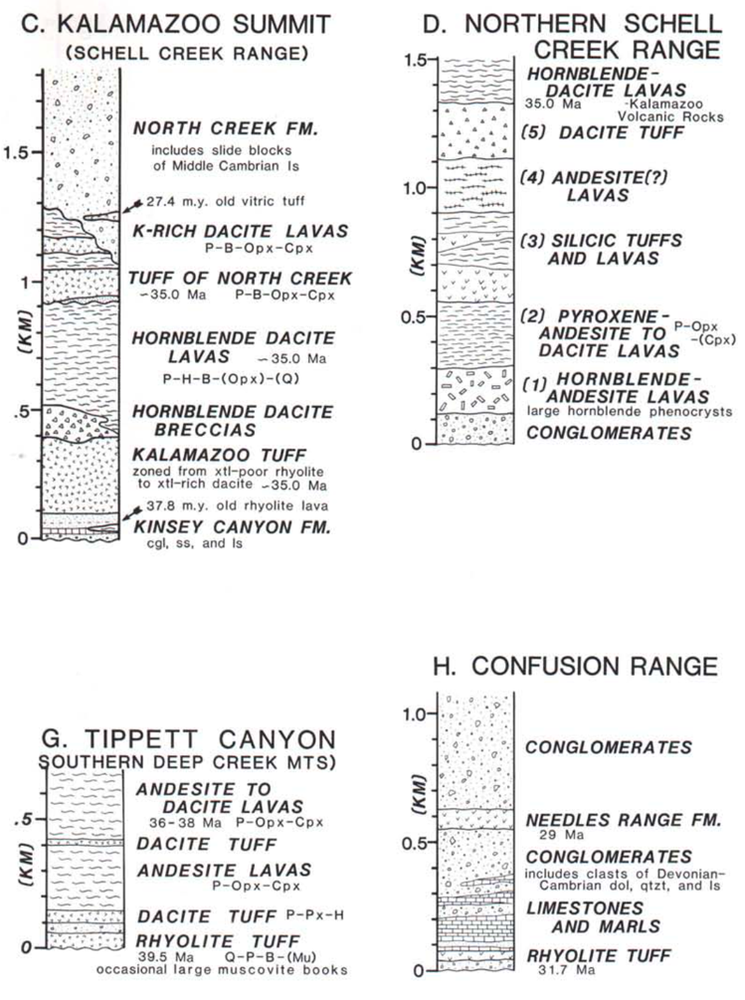 C. KALAMAZOO SUMMIT
(SCHELL CREEK RANGE)
1.5
1
(KM)
.5
0
NORTH CREEK FM.
includes slide blocks
of Middle Cambrian ls
27.4 m.y. old vitric tuff
K-RICH DACITE LAVAS
P-B-Opx-Cpx
TUFF OF NORTH CREEK
~35.0 Ma P-B-Opx-Cpx
HORNBLENDE DACITE
LAVAS ~35.0 Ma
P-H-B-(Opx)-(Q)
HORNBLENDE DACITE
BRECCIAS
KALAMAZOO TUFF
zoned from xtl-poor rhyolite
to xtl-rich dacite ~35.0 Ma
37.8 m.y. old rhyolite lava
KINSEY CANYON FM.
cgl, ss, and ls
D. NORTHERN SCHELL
CREEK RANGE
1.5
1.0
(KM)
0.5
0
HORNBLENDE-
DACITE LAVAS
35.0 Ma -Kalamazoo
Volcanic Rocks
(5) DACITE TUFF
(4) ANDESITE(?)
LAVAS
(3) SILICIC TUFFS
AND LAVAS
(2) PYROXENE-
ANDESITE TO
DACITE LAVAS
P-Opx
-(Cpx)
(1) HORNBLENDE-
ANDESITE LAVAS
large hornblende phenocrysts
CONGLOMERATES
G. TIPPETT CANYON
SOUTHERN DEEP CREEK MTS)
.5
(KM)
0
ANDESITE TO
DACITE LAVAS
36-38 Ma P-Opx-Cpx
DACITE TUFF
ANDESITE LAVAS
P-Opx-Cpx
DACITE TUFF P-Px-H
RHYOLITE TUFF
39.5 Ma Q-P-B-(Mu)
occasional large muscovite books
H. CONFUSION RANGE
1.0
(KM)
0.5
0
CONGLOMERATES
NEEDLES RANGE FM.
29 Ma
CONGLOMERATES
includes clasts of Devonian-
Cambrian dol, qtzt, and ls
LIMESTONES
AND MARLS
RHYOLITE TUFF
31.7 Ma